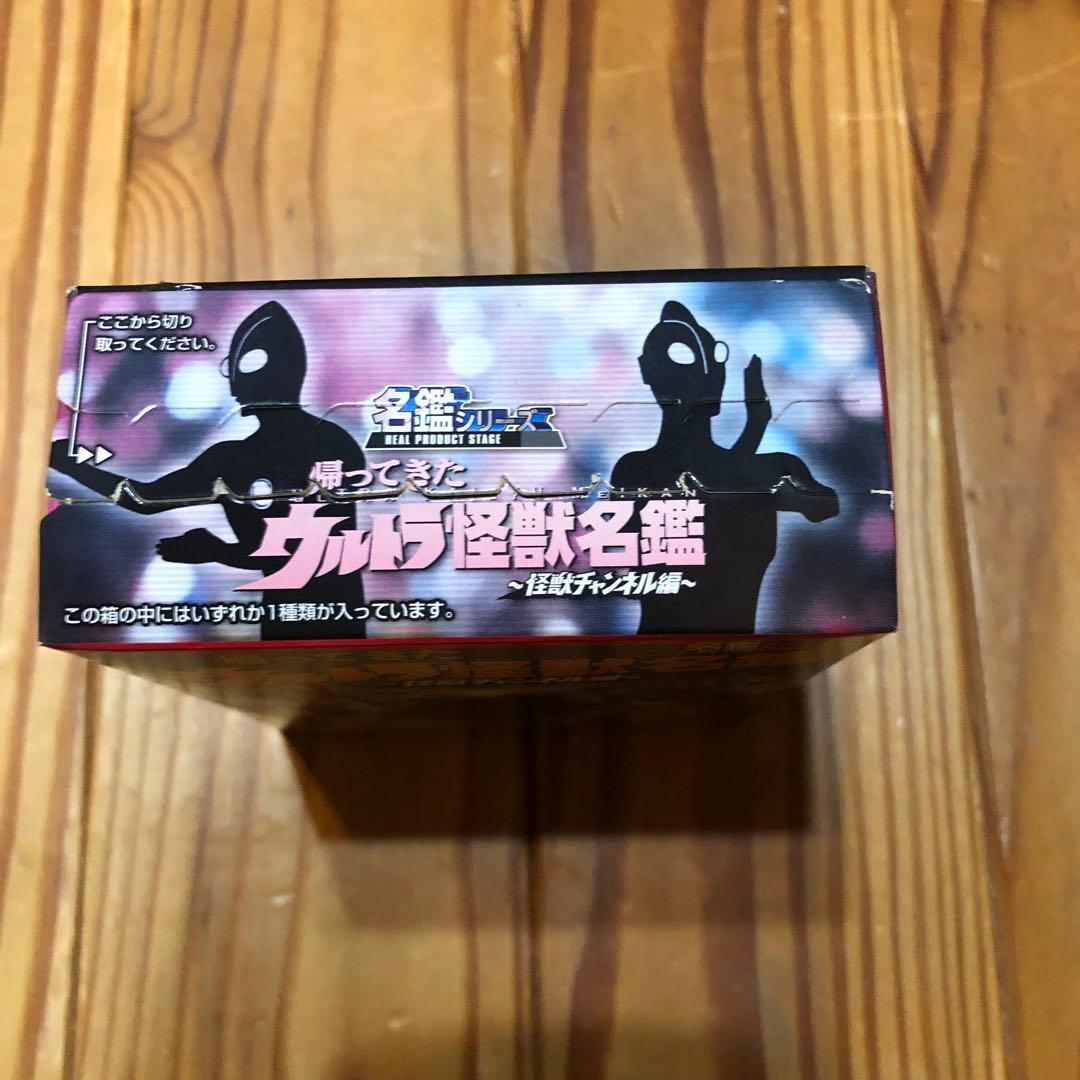 ここから切り
取ってください。
名鑑シリーズ
REAL PRODUCT STAGE
帰ってきた
ウルトラ怪獣名鑑
～怪獣チャンネル編～
この箱の中にはいずれか1種類が入っています。